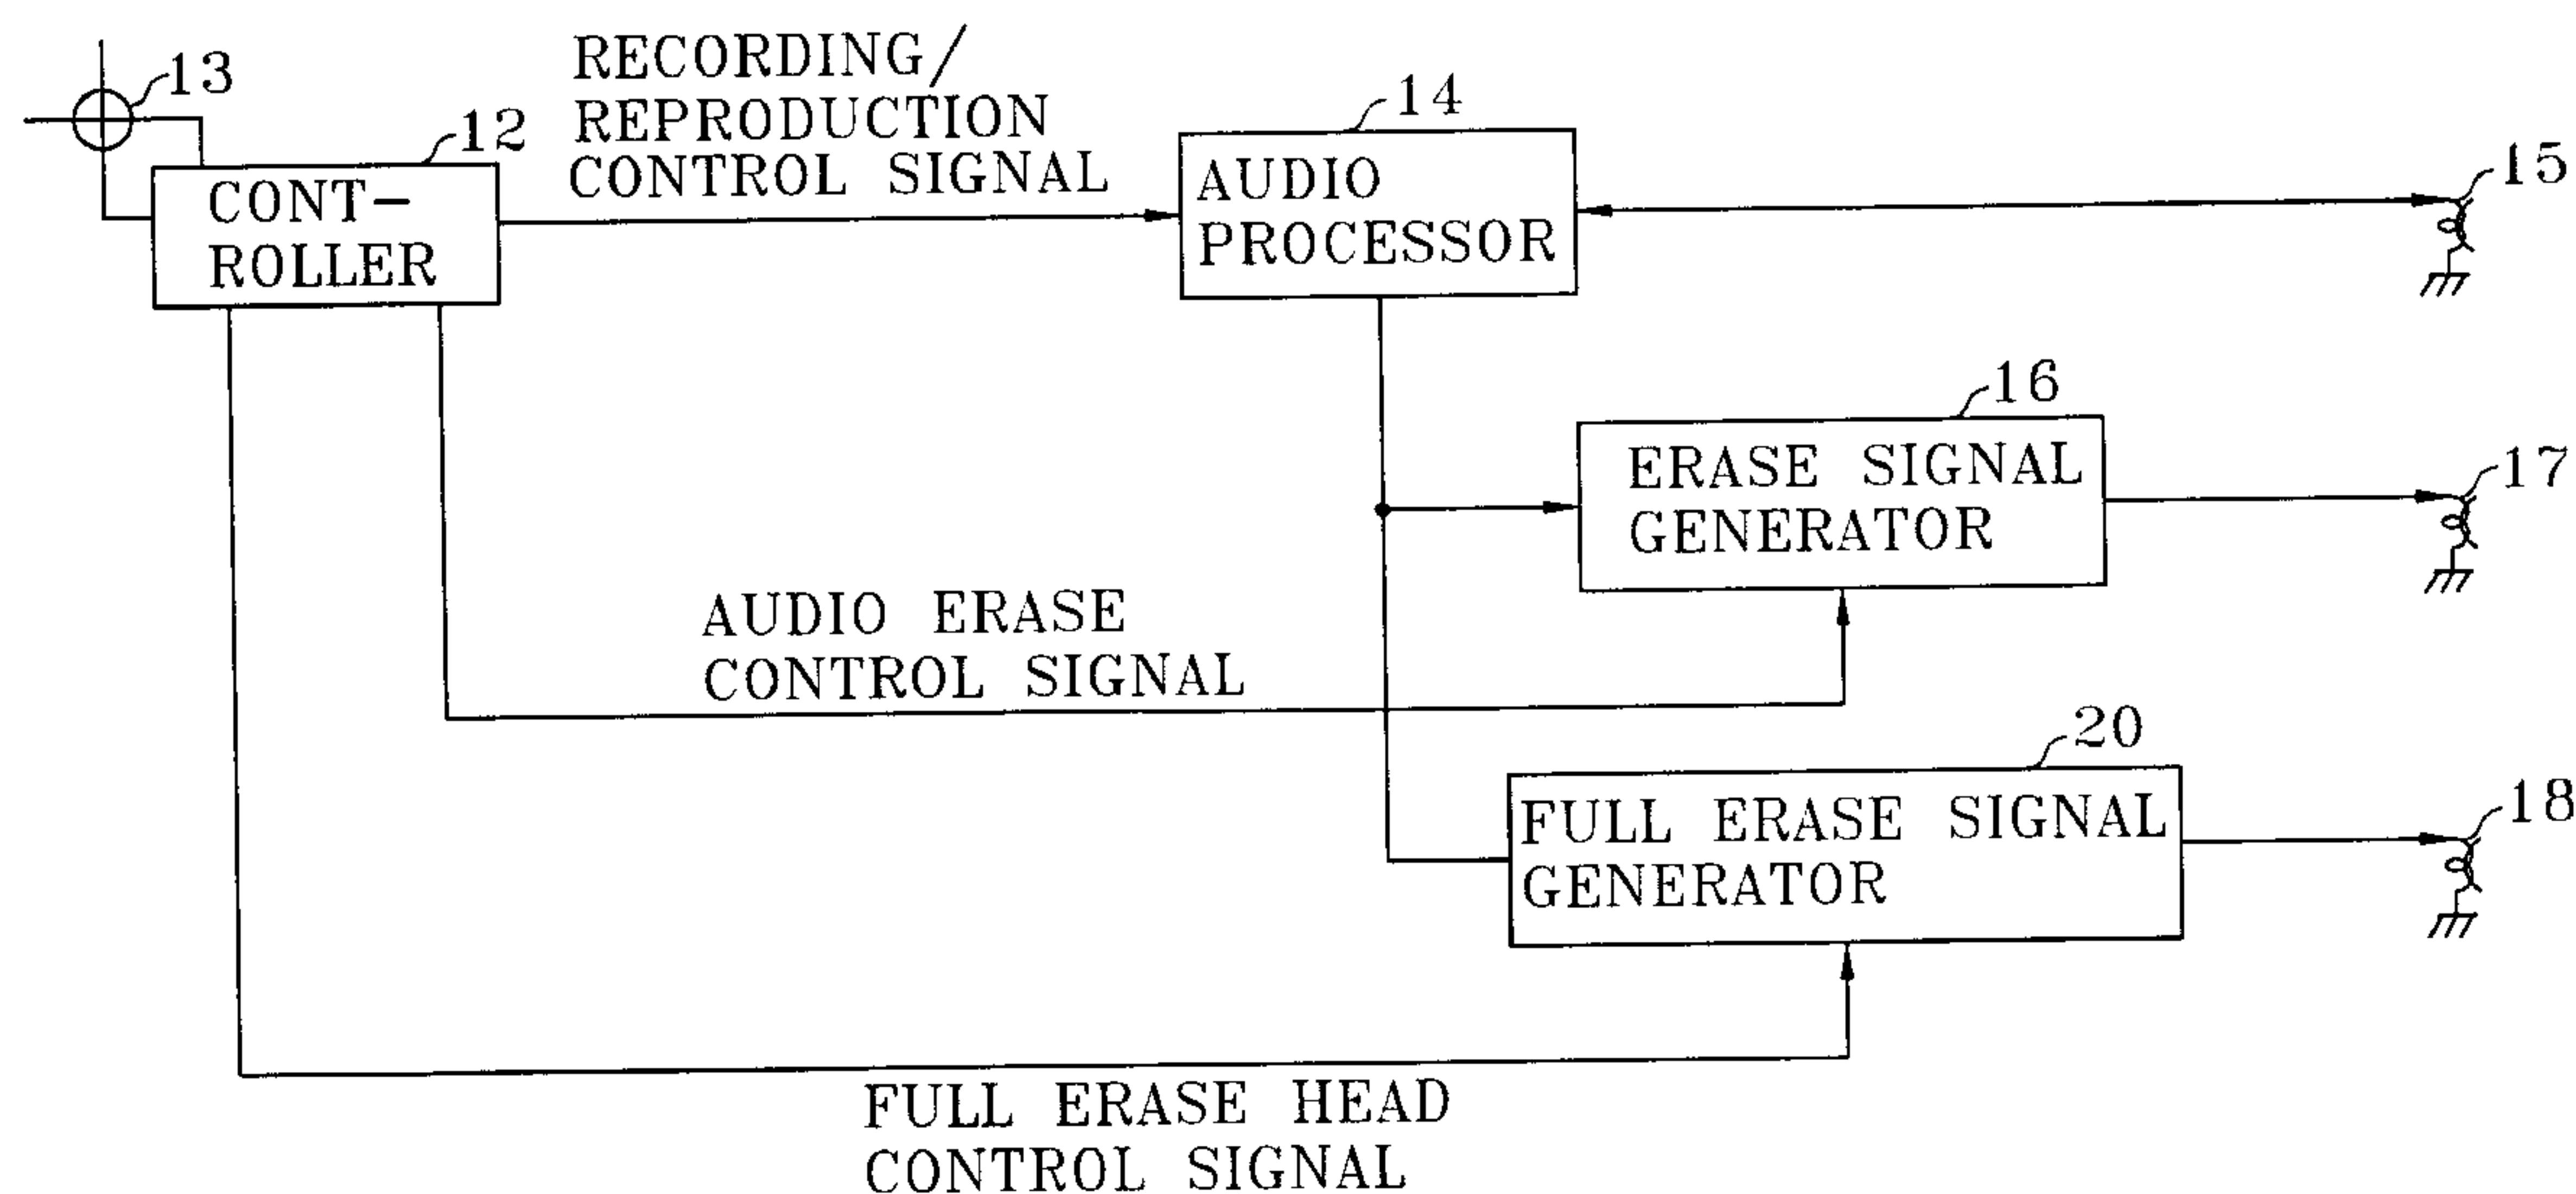 13
12
CONT-
ROLLER
RECORDING/
REPRODUCTION
CONTROL SIGNAL
14
AUDIO
PROCESSOR
15
16
ERASE SIGNAL
GENERATOR
17
AUDIO ERASE
CONTROL SIGNAL
20
FULL ERASE SIGNAL
GENERATOR
18
FULL ERASE HEAD
CONTROL SIGNAL